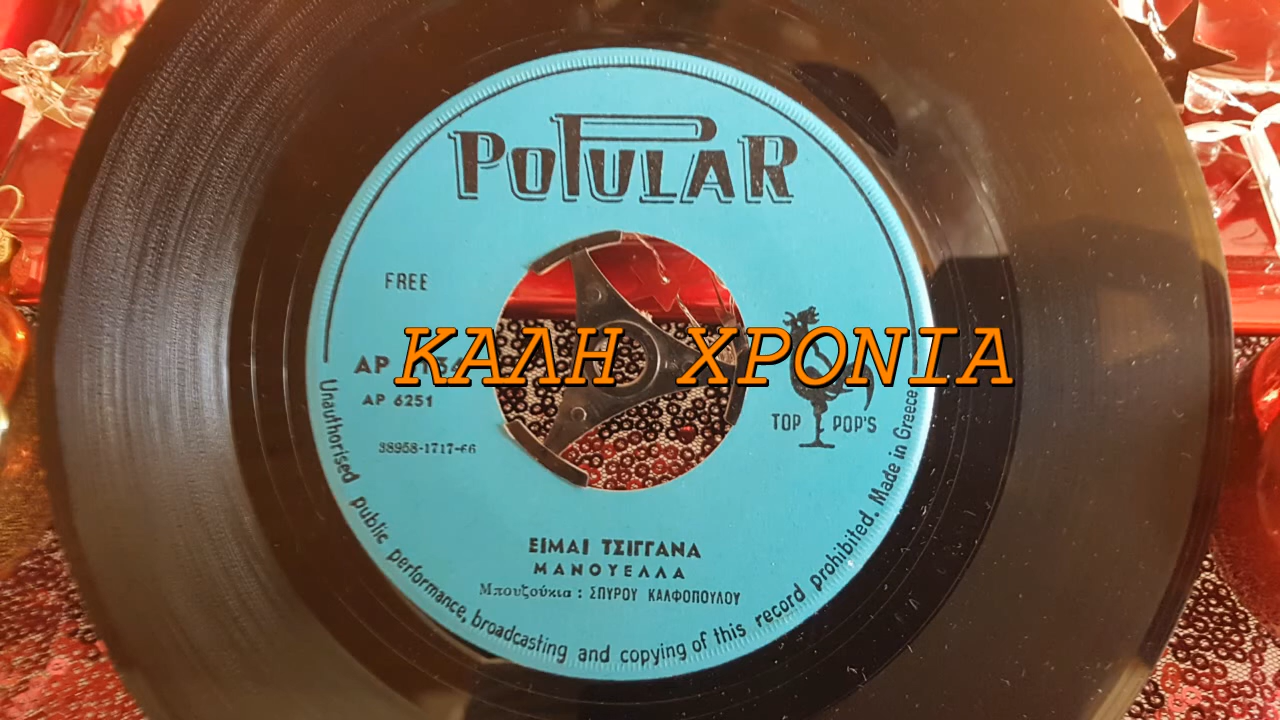 POPULAR
FREE
ΚΑΛΗ ΧΡΟΝΙΑ
AP
AP 6251
38958-1717-66
TOP POP'S
ΕΙΜΑΙ ΤΣΙΓΓΑΝΑ
ΜΑΝΟΥΕΛΛΑ
Μπουζούκια : ΣΠΥΡΟΥ ΚΑΛΦΟΠΟΥΛΟΥ
Unauthorised public performance, broadcasting and copying of this record prohibited. Made in Greece